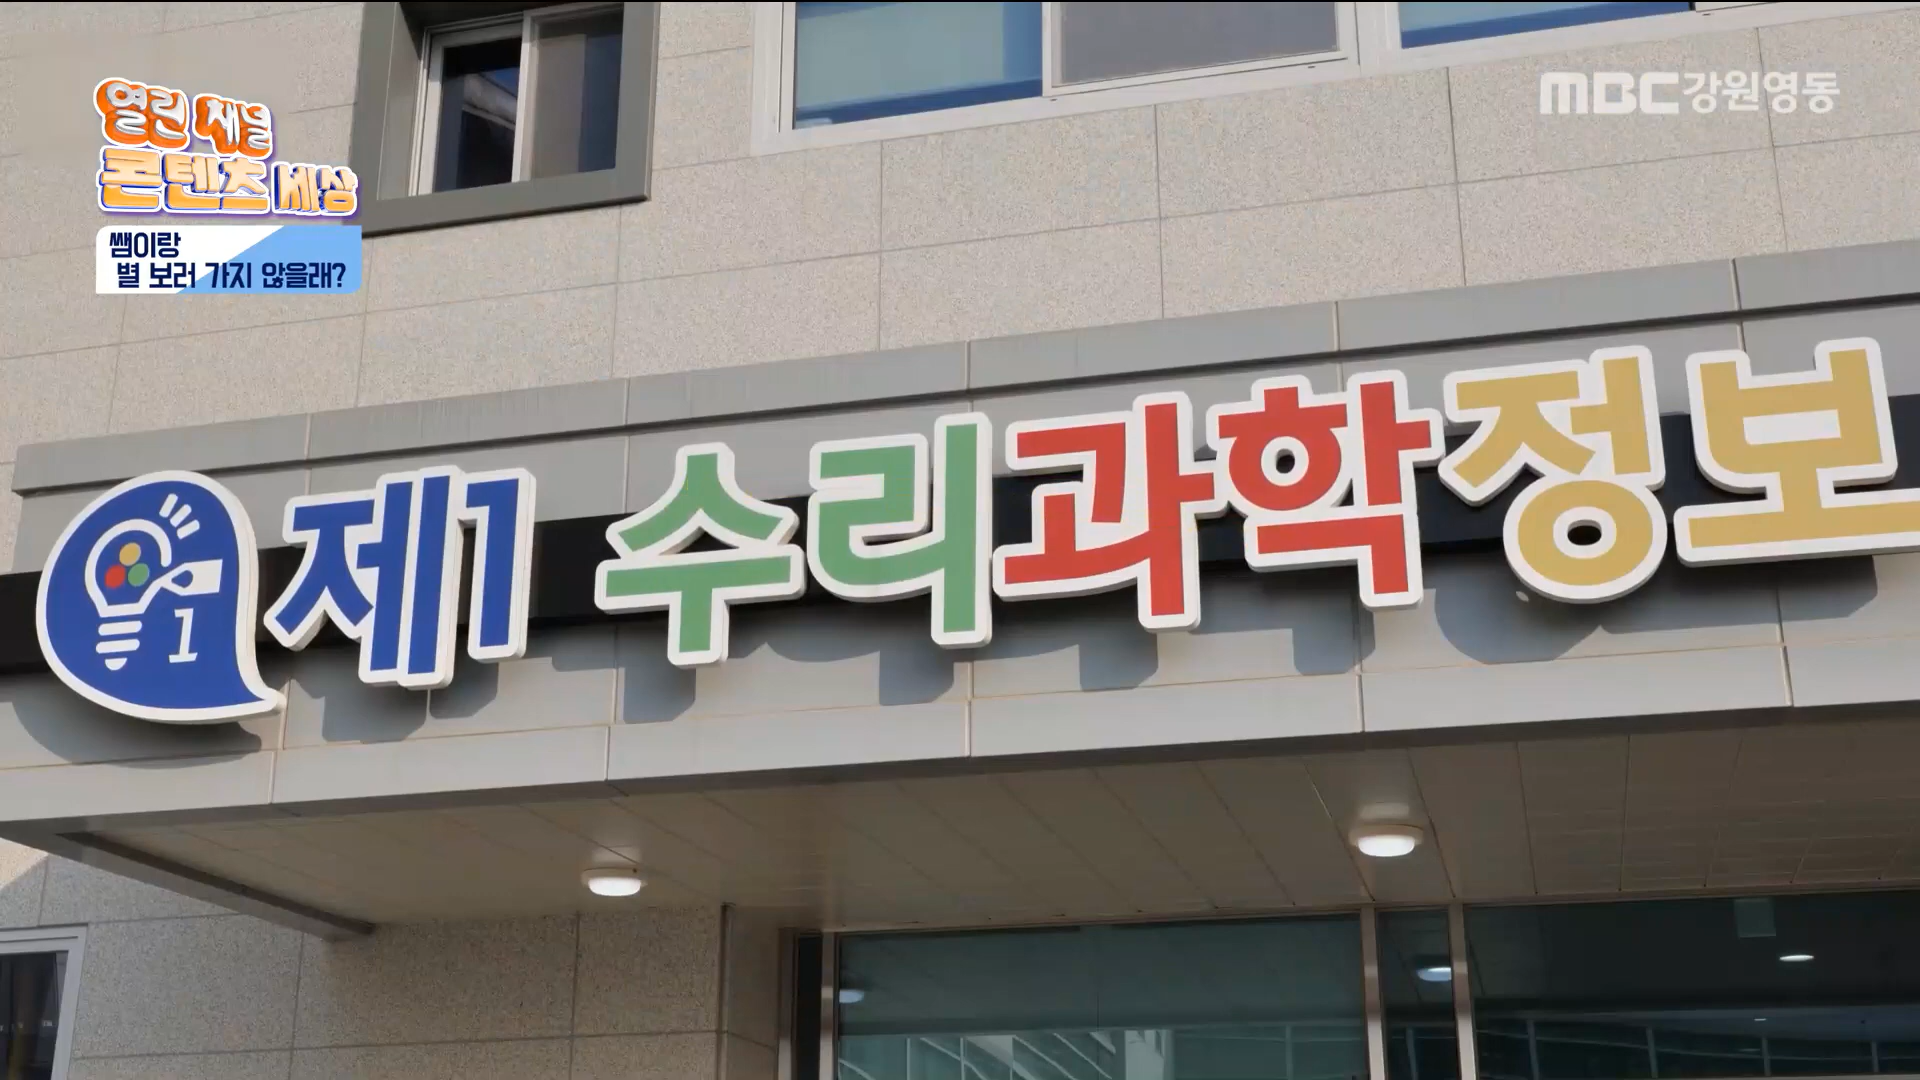 열린 채널
콘텐츠 세상
쌤이랑
별 보러 가지 않을래?
MBC강원영동
1
제1 수리과학정보